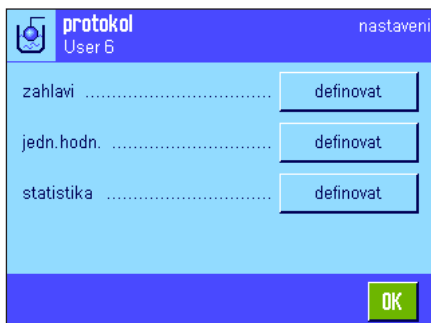 protokol nastaveni
User 6
zahlavi ................................. definovat
jedn.hodn. ............................ definovat
statistika ............................. definovat
OK